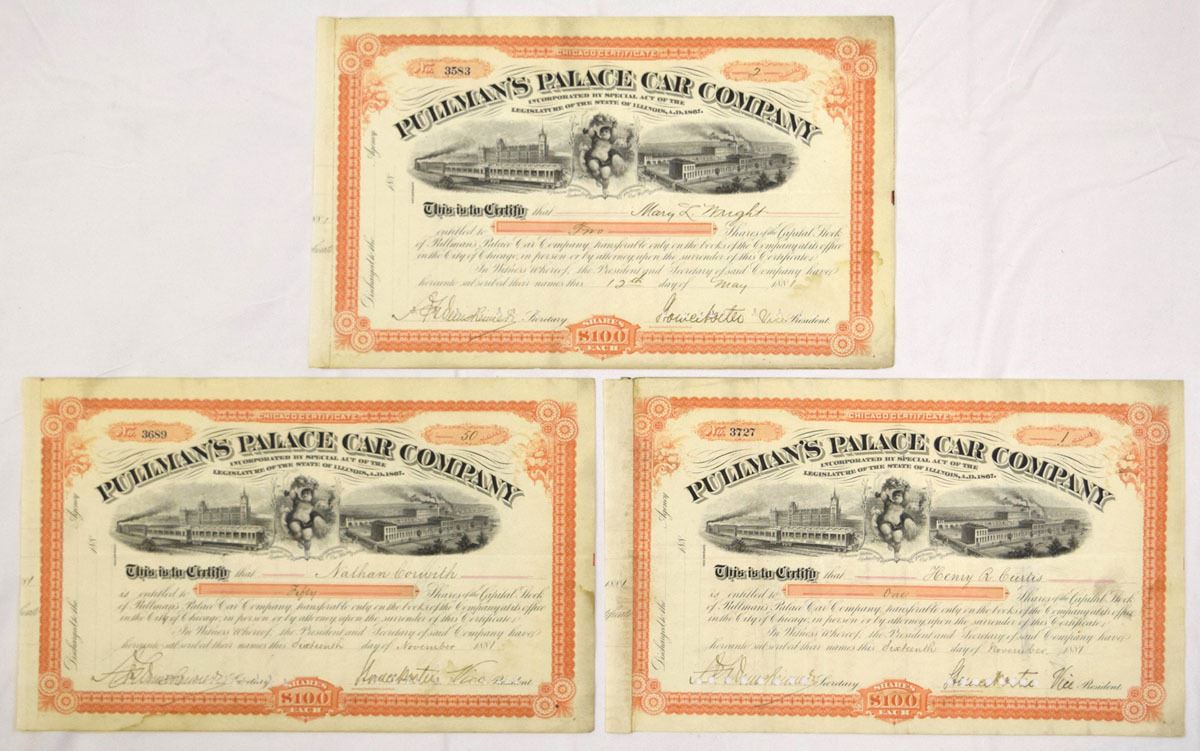 CHICAGO CERTIFICATE
No. 3583
2
PULLMAN'S PALACE CAR COMPANY
INCORPORATED BY SPECIAL ACT OF THE
LEGISLATURE OF THE STATE OF ILLINOIS, A.D. 1867.
This is to Certify that Mary L. Wright
entitled to Two Shares of the Capital Stock
of Pullman's Palace Car Company, transferable only on the books of the Company at its office
in the City of Chicago, in person or by attorney upon the surrender of this Certificate.
In Witness whereof, the President and Secretary of said Company have
hereunto subscribed their names this 12th day of May 1881
Secretary Vice President.
SHARES
$100
EACH
Discharged to the Agency 188
CHICAGO CERTIFICATE
No. 3689
50
PULLMAN'S PALACE CAR COMPANY
INCORPORATED BY SPECIAL ACT OF THE
LEGISLATURE OF THE STATE OF ILLINOIS, A.D. 1867.
This is to Certify that Nathan Corwith
is entitled to Fifty Shares of the Capital Stock
of Pullman's Palace Car Company, transferable only on the books of the Company at its office
in the City of Chicago, in person or by attorney upon the surrender of this Certificate.
In Witness whereof, the President and Secretary of said Company have
hereunto subscribed their names this Sixteenth day of November 1881
Secretary Vice President.
SHARES
$100
EACH
Discharged to the Agency 188
CHICAGO CERTIFICATE
No. 3727
1
PULLMAN'S PALACE CAR COMPANY
INCORPORATED BY SPECIAL ACT OF THE
LEGISLATURE OF THE STATE OF ILLINOIS, A.D. 1867.
This is to Certify that Henry R. Curtis
is entitled to One Shares of the Capital Stock
of Pullman's Palace Car Company, transferable only on the books of the Company at its office
in the City of Chicago, in person or by attorney upon the surrender of this Certificate.
In Witness whereof, the President and Secretary of said Company have
hereunto subscribed their names this Sixteenth day of November 1881
Secretary Vice President.
SHARES
$100
EACH
Discharged to the Agency 188